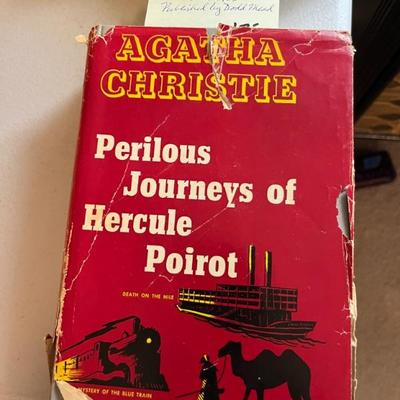 Published by Dodd Mead
AGATHA
CHRISTIE
Perilous
Journeys of
Hercule
Poirot
DEATH ON THE NILE
MYSTERY OF THE BLUE TRAIN